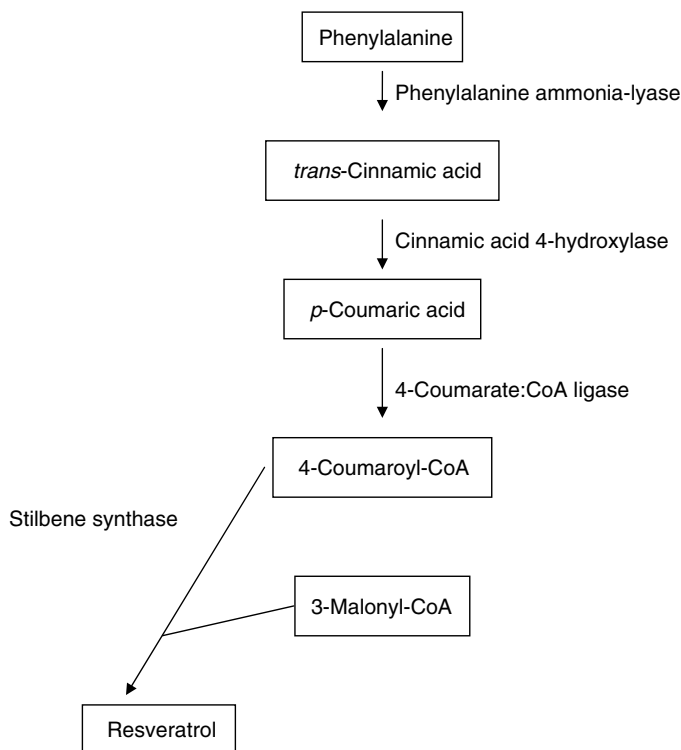 Phenylalanine
Phenylalanine ammonia-lyase
trans-Cinnamic acid
Cinnamic acid 4-hydroxylase
p-Coumaric acid
4-Coumarate:CoA ligase
4-Coumaroyl-CoA
Stilbene synthase
3-Malonyl-CoA
Resveratrol